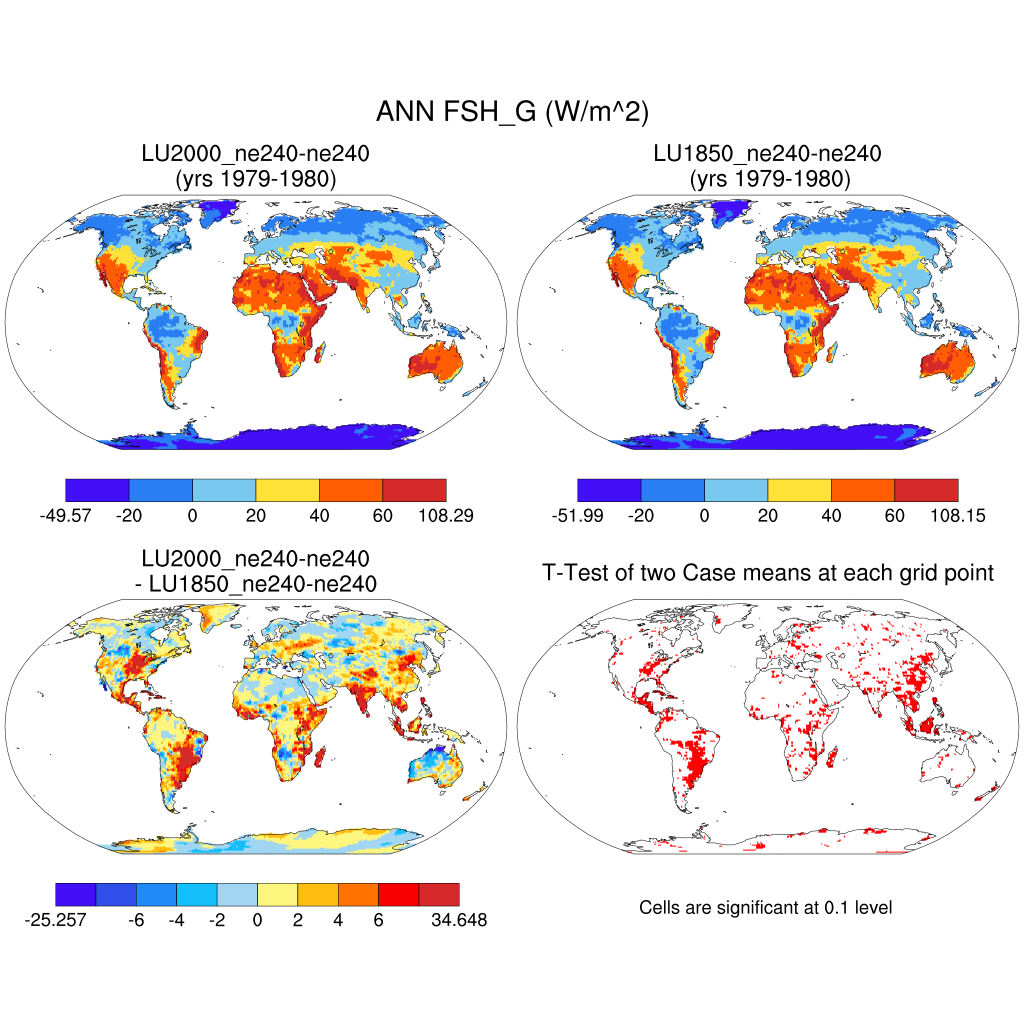 ANN FSH_G (W/m^2)
LU2000_ne240-ne240
(yrs 1979-1980)
LU1850_ne240-ne240
(yrs 1979-1980)
-49.57 -20 0 20 40 60 108.29
-51.99 -20 0 20 40 60 108.15
LU2000_ne240-ne240
- LU1850_ne240-ne240
T-Test of two Case means at each grid point
-25.257 -6 -4 -2 0 2 4 6 34.648
Cells are significant at 0.1 level